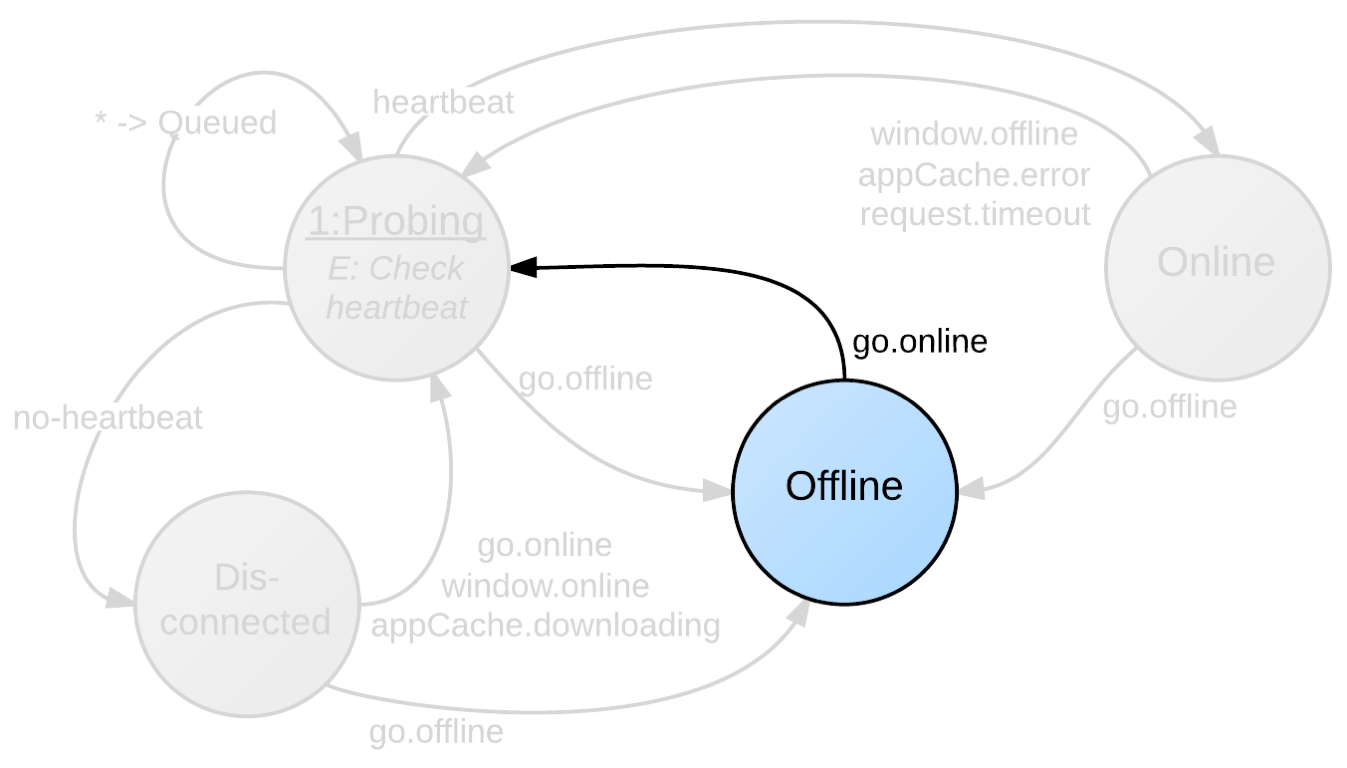 heartbeat
* -> Queued
window.offline
appCache.error
request.timeout
1:Probing
E: Check
heartbeat
Online
go.online
go.offline
go.offline
no-heartbeat
Offline
go.online
window.online
appCache.downloading
Dis-
connected
go.offline